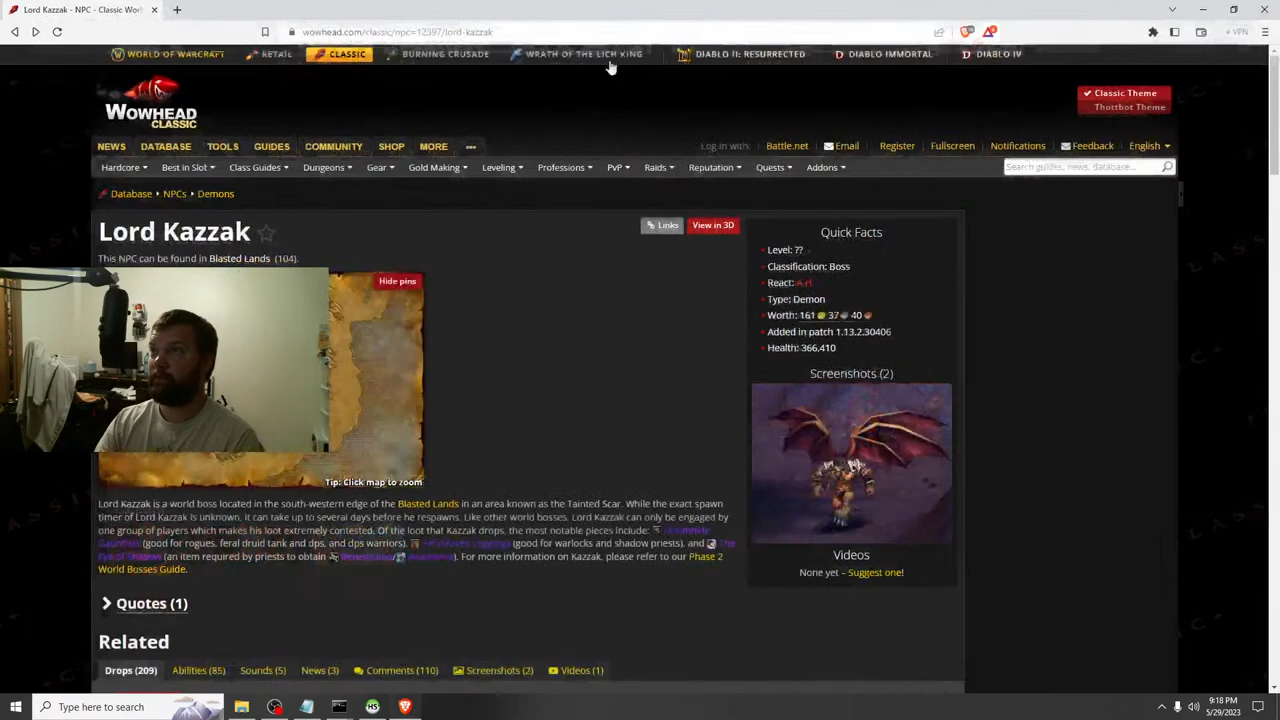 Lord Kazzak - NPC - Classic Worl
wowhead.com/classic/npc=12397/lord-kazzak
VPN
WORLD OF WARCRAFT RETAIL CLASSIC BURNING CRUSADE WRATH OF THE LICH KING DIABLO II: RESURRECTED DIABLO IMMORTAL DIABLO IV
WOWHEAD
CLASSIC
Classic Theme
Thottbot Theme
NEWS DATABASE TOOLS GUIDES COMMUNITY SHOP MORE ... Log in with: Battle.net Email Register Fullscreen Notifications Feedback English
Hardcore Best in Slot Class Guides Dungeons Gear Gold Making Leveling Professions PvP Raids Reputation Quests Addons Search guides, news, database...
Database NPCs Demons
Lord Kazzak
Links View in 3D
This NPC can be found in Blasted Lands (104).
Hide pins
Tip: Click map to zoom
Quick Facts
Level: ??
Classification: Boss
React: A H
Type: Demon
Worth: 161 37 40
Added in patch 1.13.2.30406
Health: 366,410
Screenshots (2)
Videos
None yet – Suggest one!
Lord Kazzak is a world boss located in the south-western edge of the Blasted Lands in an area known as the Tainted Scar. While the exact spawn
timer of Lord Kazzak is unknown, it can take up to several days before he respawns. Like other world bosses, Lord Kazzak can only be engaged by
one group of players which makes his loot extremely contested. Of the loot that Kazzak drops, the most notable pieces include:
(good for rogues, feral druid tank and dps, and dps warriors), (good for warlocks and shadow priests), and The
Eye of Shadow (an item required by priests to obtain Benediction/ ). For more information on Kazzak, please refer to our Phase 2
World Bosses Guide.
Quotes (1)
Related
Drops (209) Abilities (85) Sounds (5) News (3) Comments (110) Screenshots (2) Videos (1)
Type here to search
9:18 PM
5/29/2023